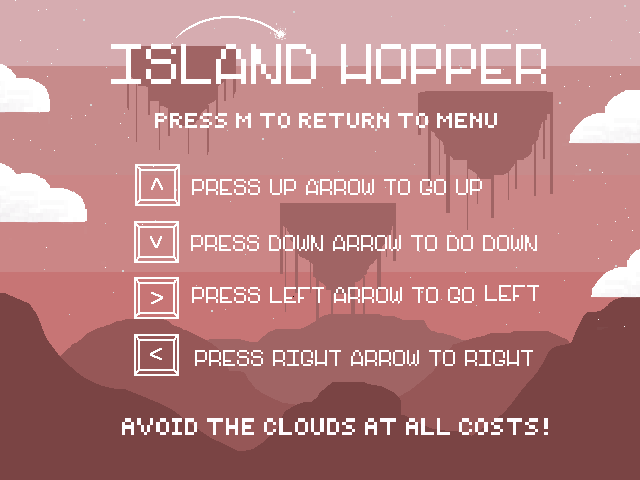 ISLAND HOPPER
PRESS M TO RETURN TO MENU
^ PRESS UP ARROW TO GO UP
v PRESS DOWN ARROW TO DO DOWN
> PRESS LEFT ARROW TO GO LEFT
< PRESS RIGHT ARROW TO RIGHT
AVOID THE CLOUDS AT ALL COSTS!